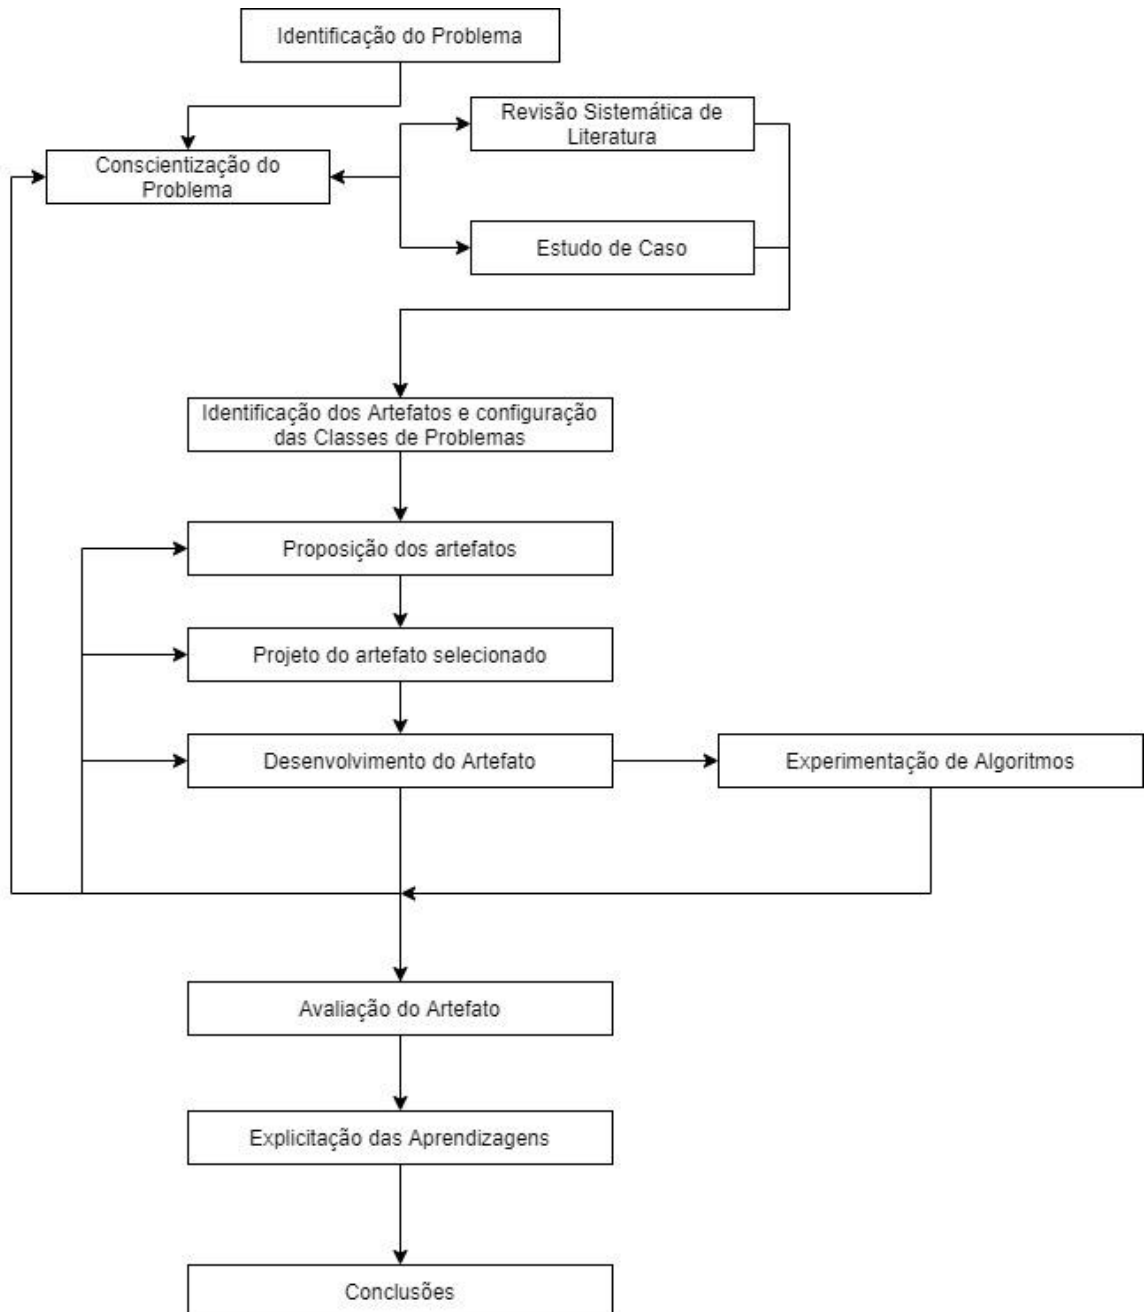 Identificação do Problema
Revisão Sistemática de
Literatura
Conscientização do
Problema
Estudo de Caso
Identificação dos Artefatos e configuração
das Classes de Problemas
Proposição dos artefatos
Projeto do artefato selecionado
Desenvolvimento do Artefato
Experimentação de Algoritmos
Avaliação do Artefato
Explicitação das Aprendizagens
Conclusões